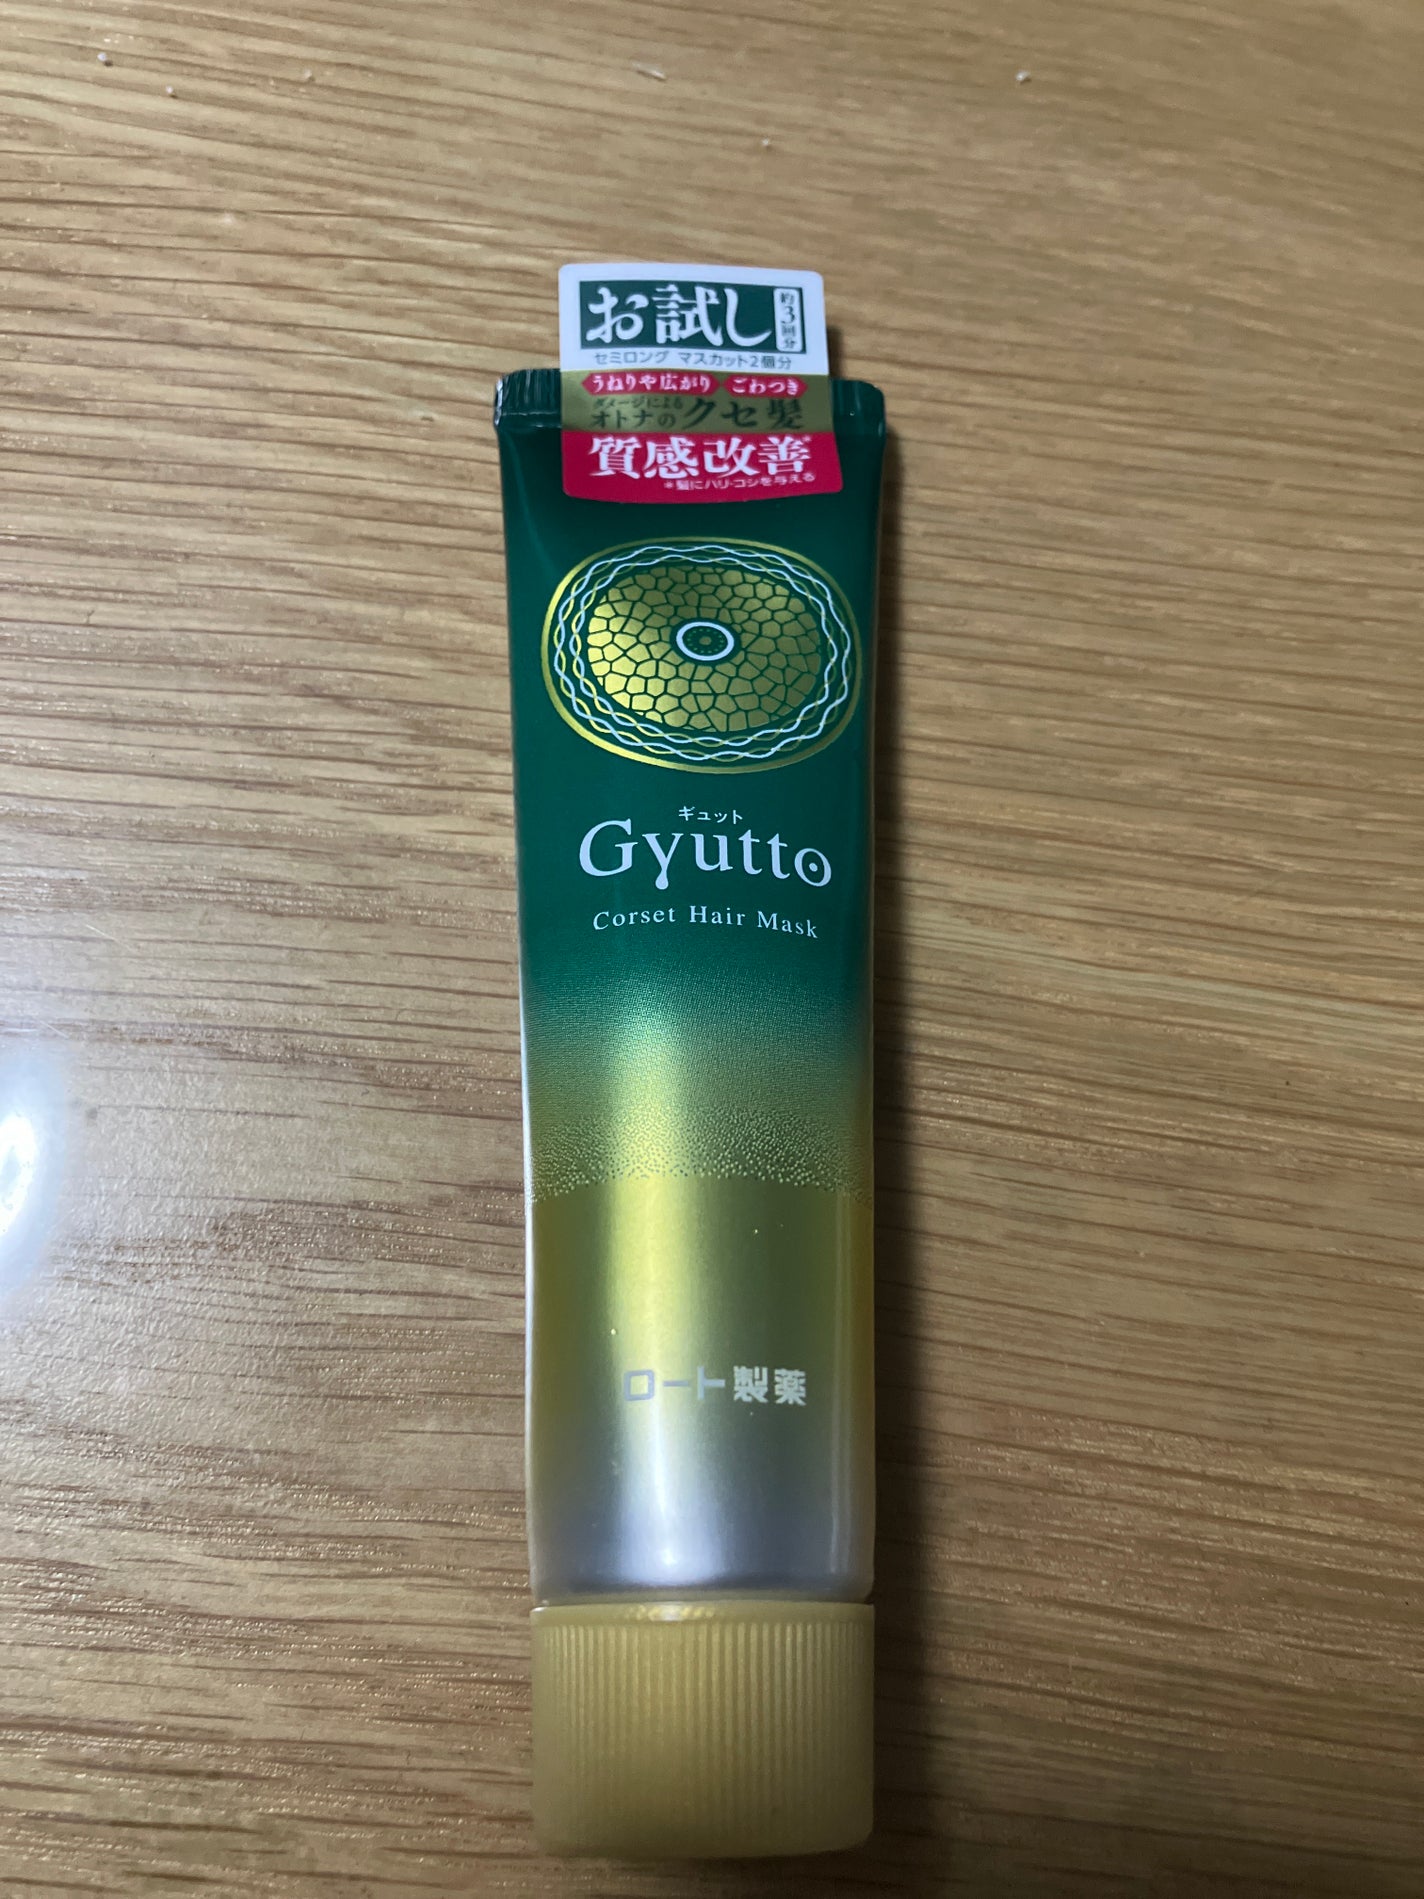 お試し 約3回分
セミロング マスカット2個分
うねりや広がり ごわつき
ダメージによる
オトナのクセ髪
質感改善*
*髪にハリ・コシを与える
ギュット
Gyutto
Corset Hair Mask
ロート製薬